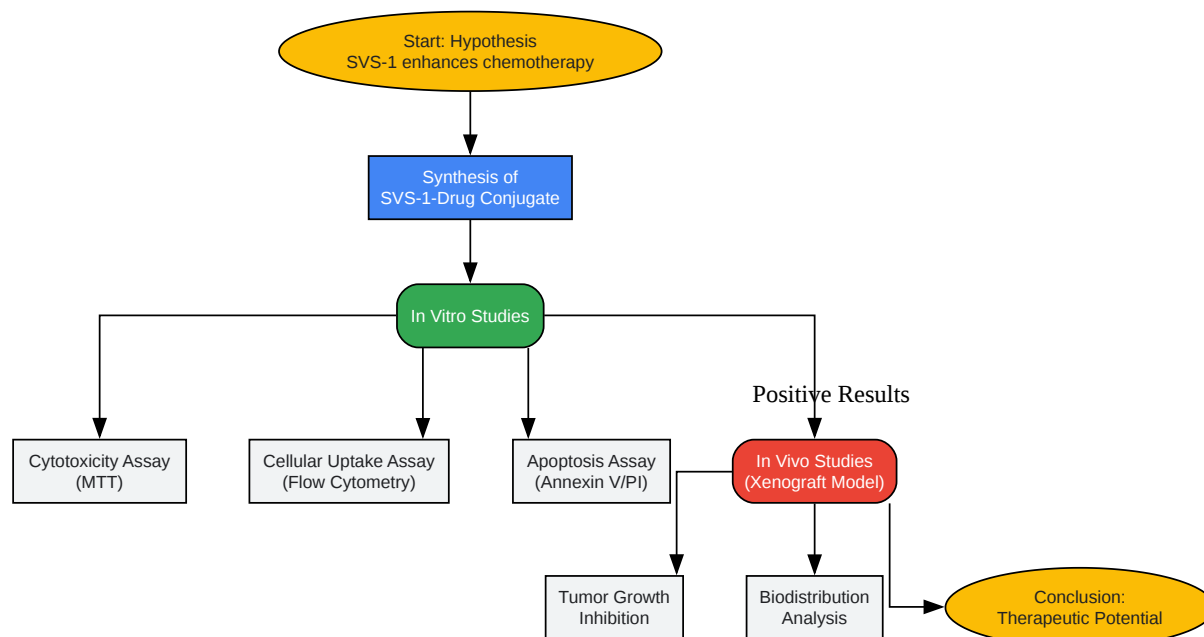 Start: Hypothesis
SVS-1 enhances chemotherapy
Synthesis of
SVS-1-Drug Conjugate
In Vitro Studies
Positive Results
Cytotoxicity Assay
(MTT)
Cellular Uptake Assay
(Flow Cytometry)
Apoptosis Assay
(Annexin V/PI)
In Vivo Studies
(Xenograft Model)
Tumor Growth
Inhibition
Biodistribution
Analysis
Conclusion:
Therapeutic Potential